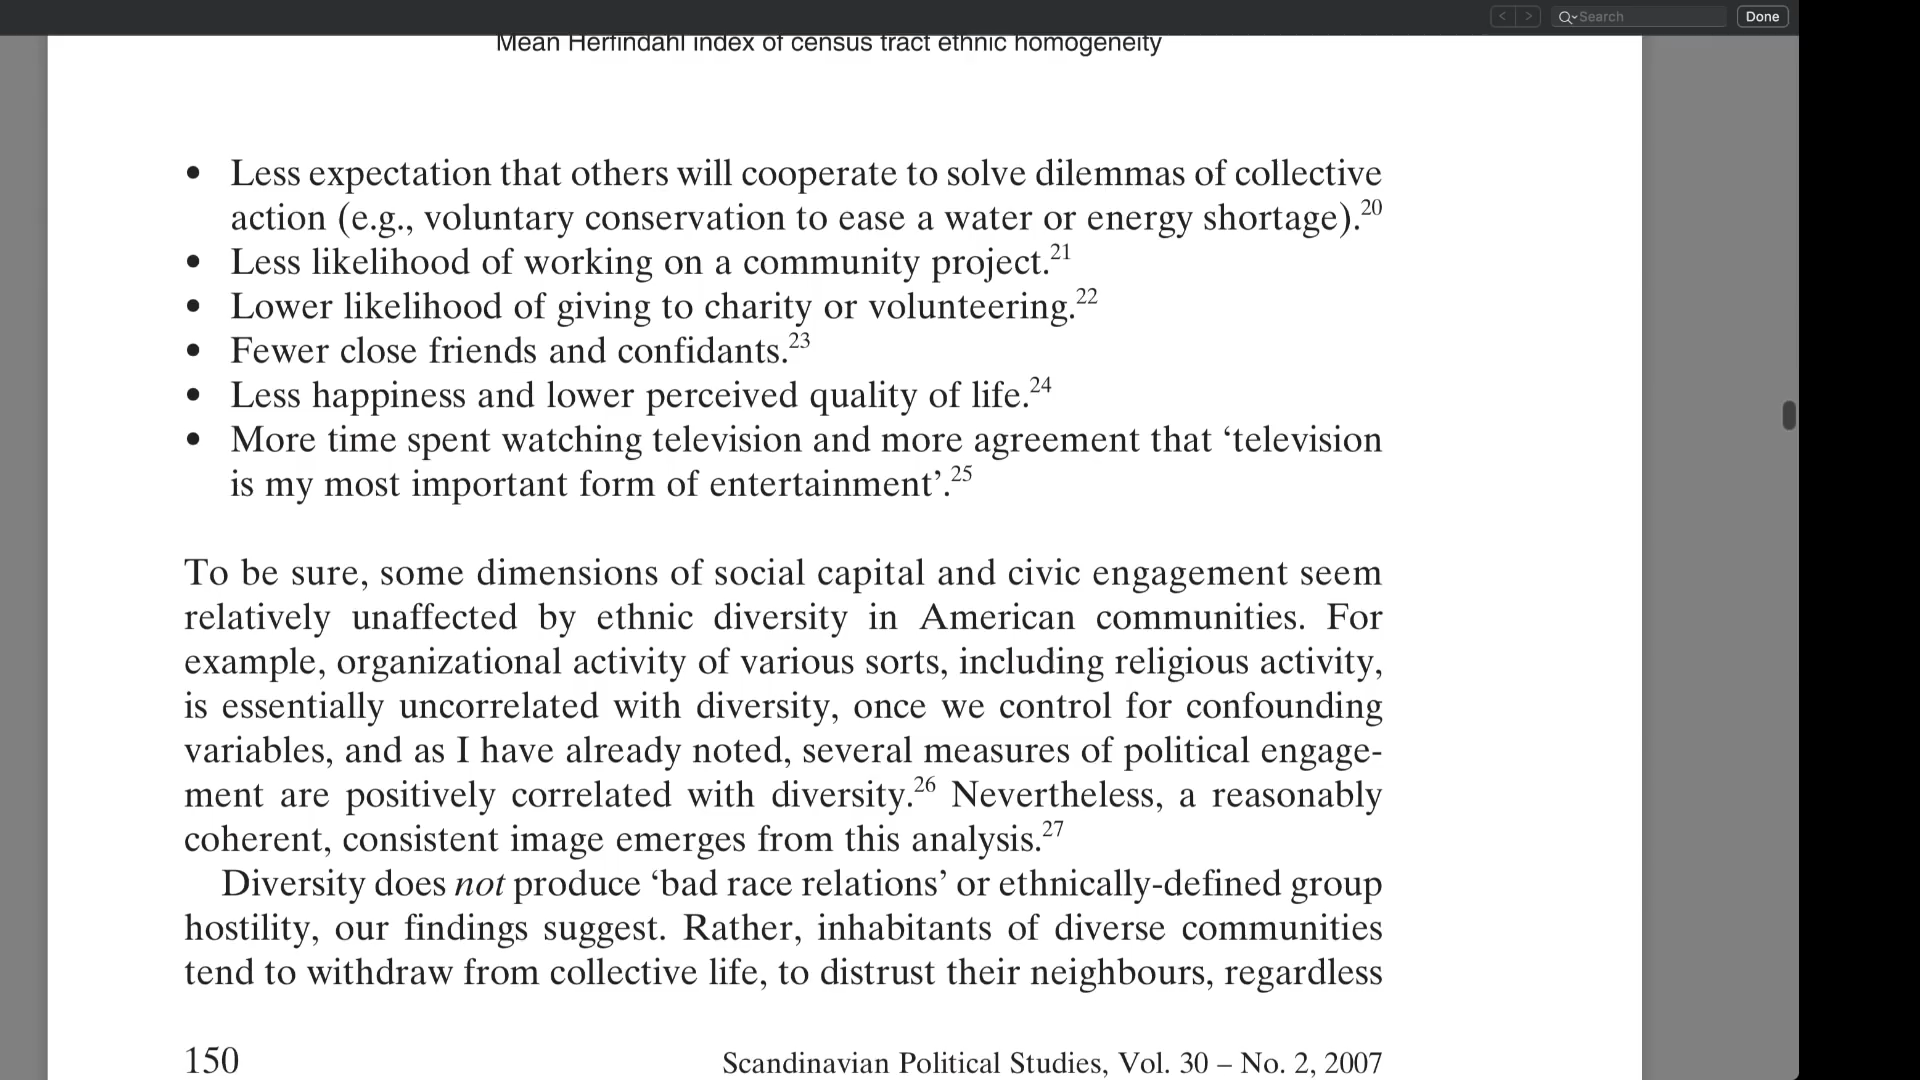 Search
Done
Mean Herfindahl index of census tract ethnic homogeneity
• Less expectation that others will cooperate to solve dilemmas of collective
action (e.g., voluntary conservation to ease a water or energy shortage).20
• Less likelihood of working on a community project.21
• Lower likelihood of giving to charity or volunteering.22
• Fewer close friends and confidants.23
• Less happiness and lower perceived quality of life.24
• More time spent watching television and more agreement that ‘television
is my most important form of entertainment’.25
To be sure, some dimensions of social capital and civic engagement seem
relatively unaffected by ethnic diversity in American communities. For
example, organizational activity of various sorts, including religious activity,
is essentially uncorrelated with diversity, once we control for confounding
variables, and as I have already noted, several measures of political engage-
ment are positively correlated with diversity.26 Nevertheless, a reasonably
coherent, consistent image emerges from this analysis.27
Diversity does not produce ‘bad race relations’ or ethnically-defined group
hostility, our findings suggest. Rather, inhabitants of diverse communities
tend to withdraw from collective life, to distrust their neighbours, regardless
150
Scandinavian Political Studies, Vol. 30 – No. 2, 2007